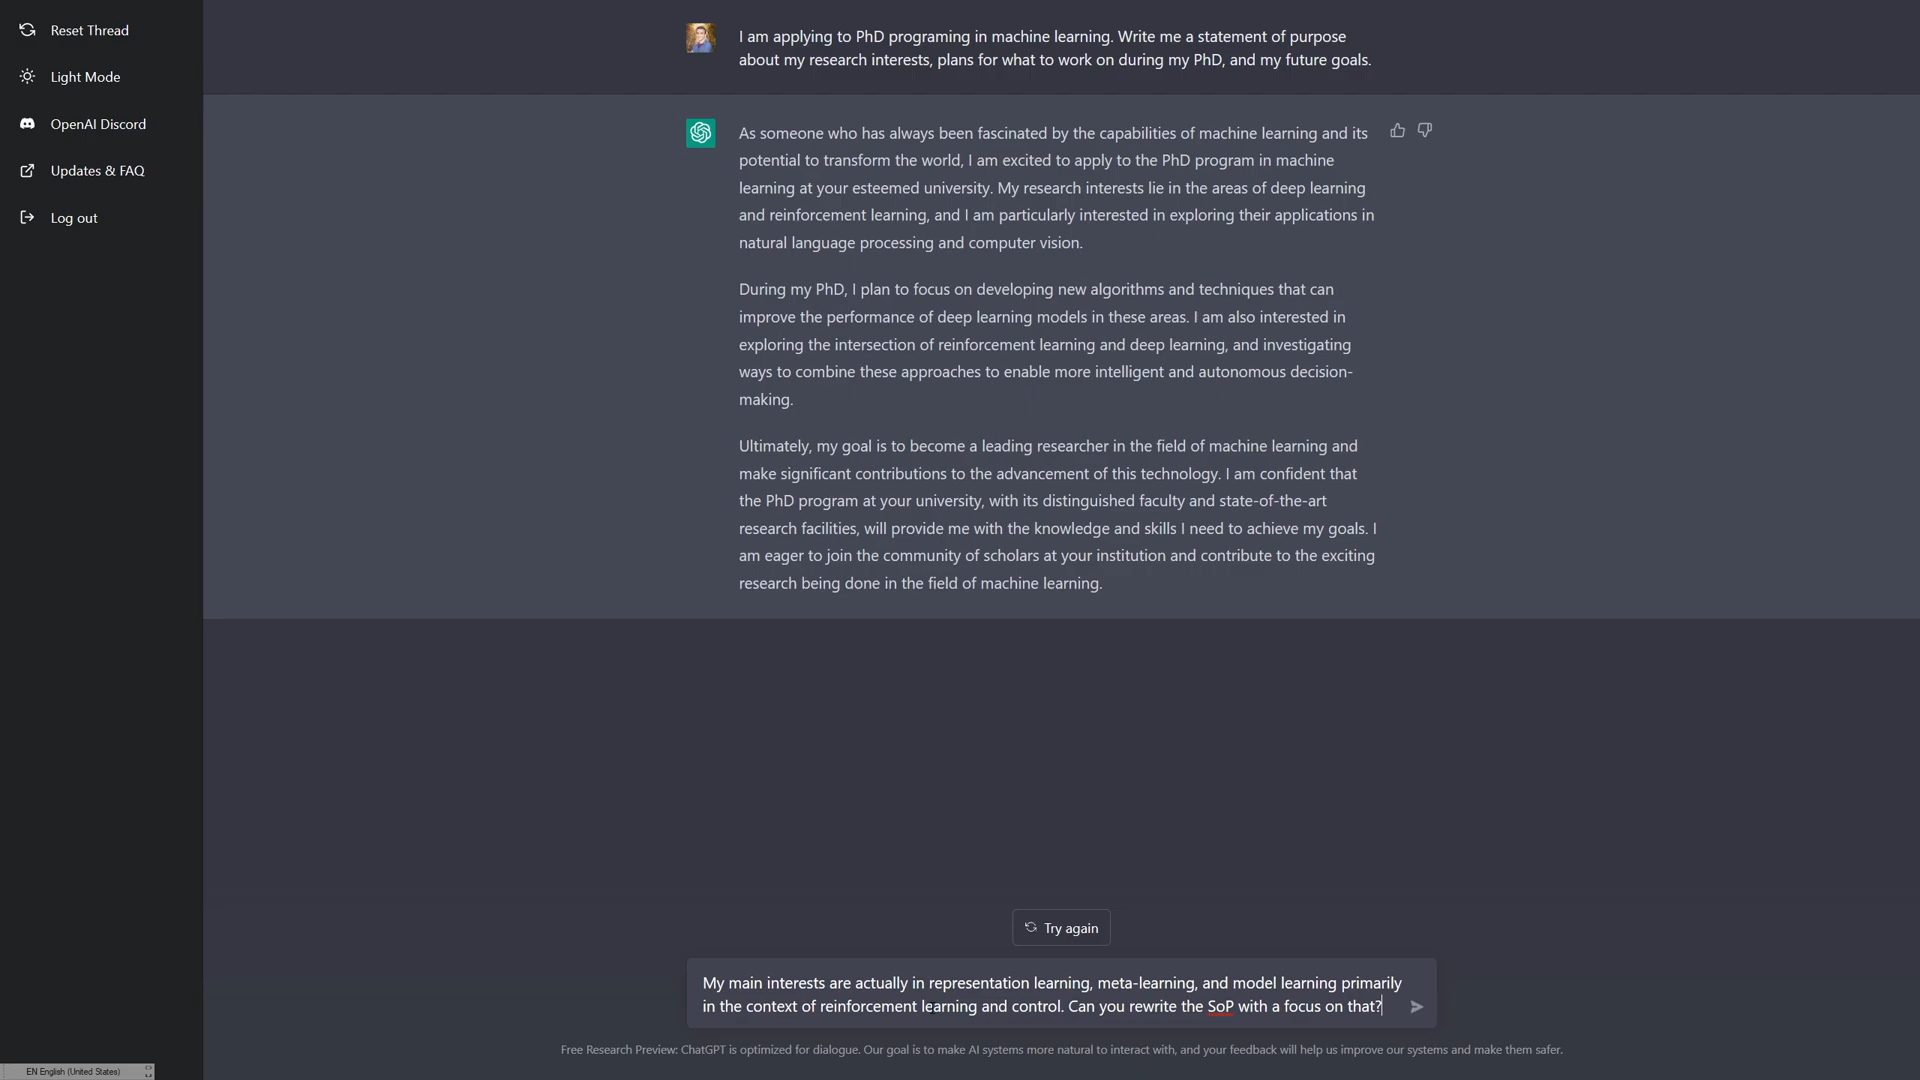 Reset Thread
Light Mode
OpenAI Discord
Updates & FAQ
Log out
I am applying to PhD programing in machine learning. Write me a statement of purpose
about my research interests, plans for what to work on during my PhD, and my future goals.
As someone who has always been fascinated by the capabilities of machine learning and its
potential to transform the world, I am excited to apply to the PhD program in machine
learning at your esteemed university. My research interests lie in the areas of deep learning
and reinforcement learning, and I am particularly interested in exploring their applications in
natural language processing and computer vision.
During my PhD, I plan to focus on developing new algorithms and techniques that can
improve the performance of deep learning models in these areas. I am also interested in
exploring the intersection of reinforcement learning and deep learning, and investigating
ways to combine these approaches to enable more intelligent and autonomous decision-
making.
Ultimately, my goal is to become a leading researcher in the field of machine learning and
make significant contributions to the advancement of this technology. I am confident that
the PhD program at your university, with its distinguished faculty and state-of-the-art
research facilities, will provide me with the knowledge and skills I need to achieve my goals. I
am eager to join the community of scholars at your institution and contribute to the exciting
research being done in the field of machine learning.
Try again
My main interests are actually in representation learning, meta-learning, and model learning primarily
in the context of reinforcement learning and control. Can you rewrite the SoP with a focus on that?
Free Research Preview: ChatGPT is optimized for dialogue. Our goal is to make AI systems more natural to interact with, and your feedback will help us improve our systems and make them safer.
EN English (United States)